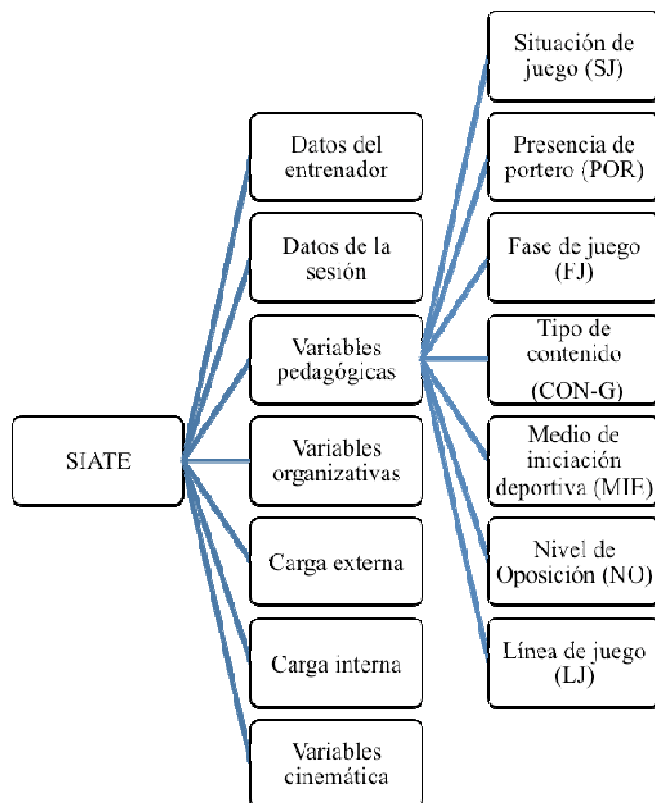 SIATE
Datos del
entrenador
Datos de la
sesión
Variables
pedagógicas
Variables
organizativas
Carga externa
Carga interna
Variables
cinemática
Situación de
juego (SJ)
Presencia de
portero (POR)
Fase de juego
(FJ)
Tipo de
contenido
(CON-G)
Medio de
iniciación
deportiva (MIF)
Nivel de
Oposición (NO)
Línea de juego
(LJ)